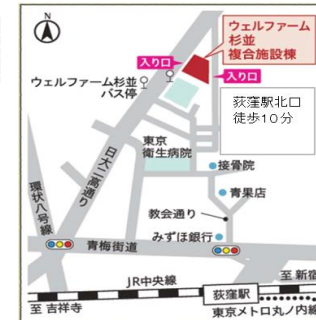 N
ウェルファーム
杉並
複合施設棟
入り口
入り口
ウェルファーム杉並
バス停
荻窪駅北口
徒歩10分
東京
衛生病院
日大二高通り
接骨院
環状八号線
青果店
教会通り
みずほ銀行
青梅街道
JR中央線
至 新宿
至 吉祥寺
荻窪駅
東京メトロ丸ノ内線